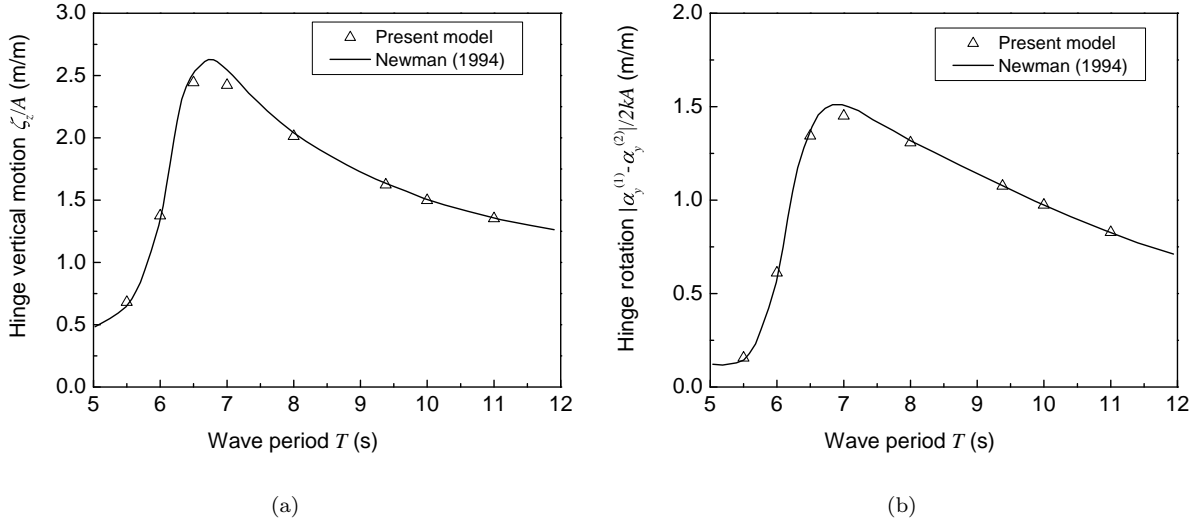 3.0
2.5
2.0
1.5
1.0
0.5
0.0
Hinge vertical motion ζz/A (m/m)
Present model
Newman (1994)
5 6 7 8 9 10 11 12
Wave period T (s)
(a)
2.0
1.5
1.0
0.5
0.0
Hinge rotation |αy(1)-αy(2)|/2kA (m/m)
Present model
Newman (1994)
5 6 7 8 9 10 11 12
Wave period T (s)
(b)